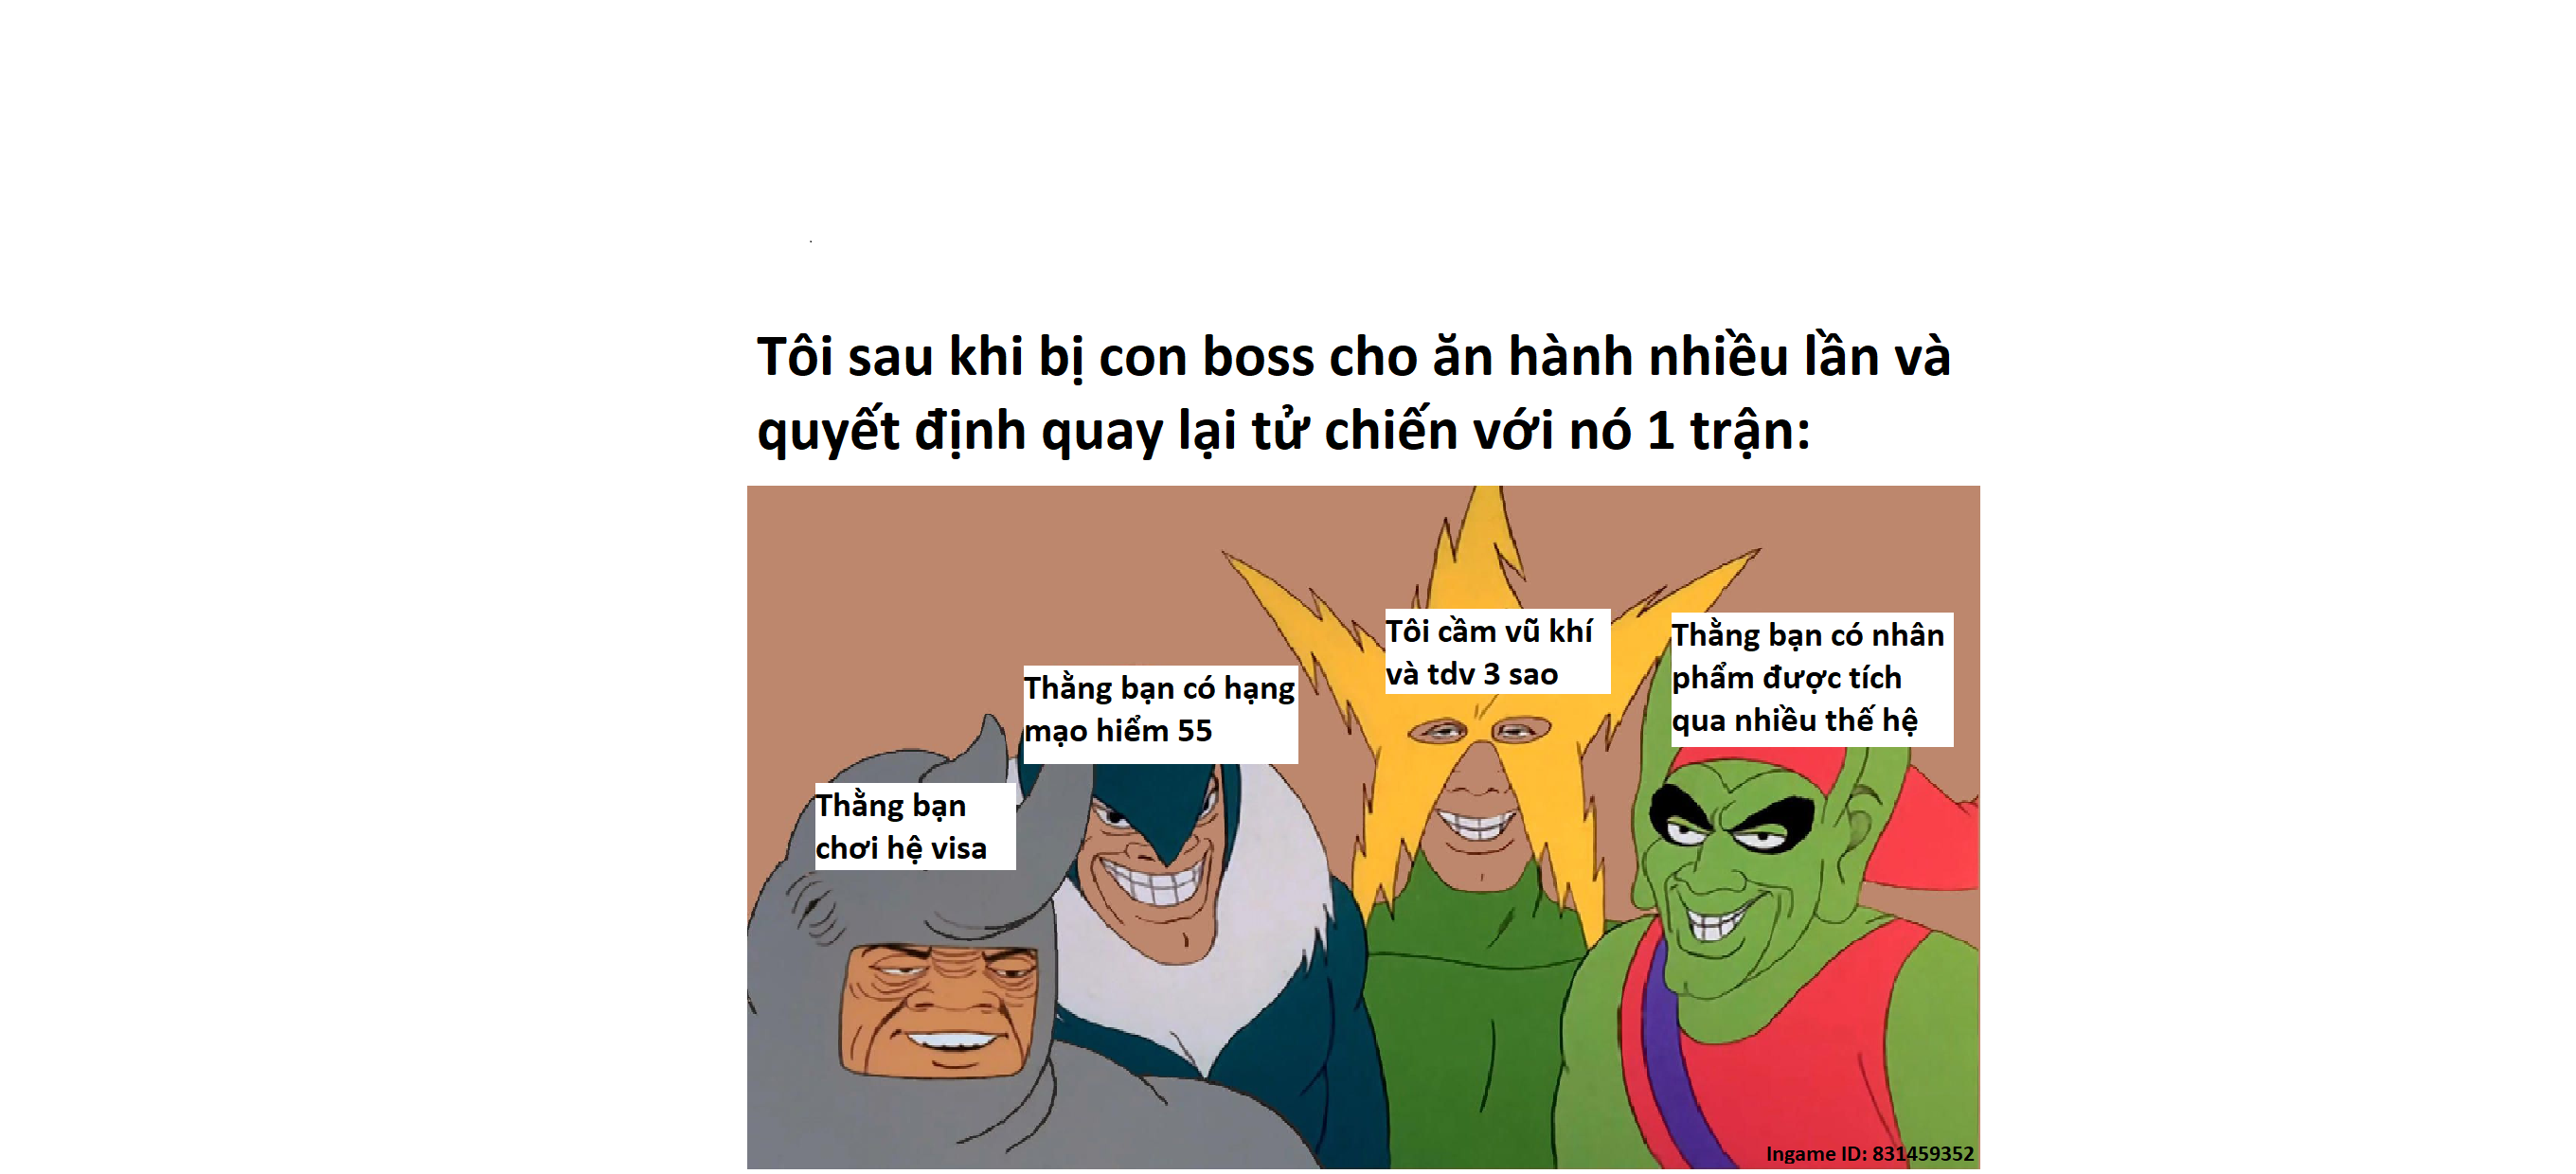 Tôi sau khi bị con boss cho ăn hành nhiều lần và
quyết định quay lại tử chiến với nó 1 trận:
Thằng bạn
chơi hệ visa
Thằng bạn có hạng
mạo hiểm 55
Tôi cầm vũ khí
và tdv 3 sao
Thằng bạn có nhân
phẩm được tích
qua nhiều thế hệ
Ingame ID: 831459352